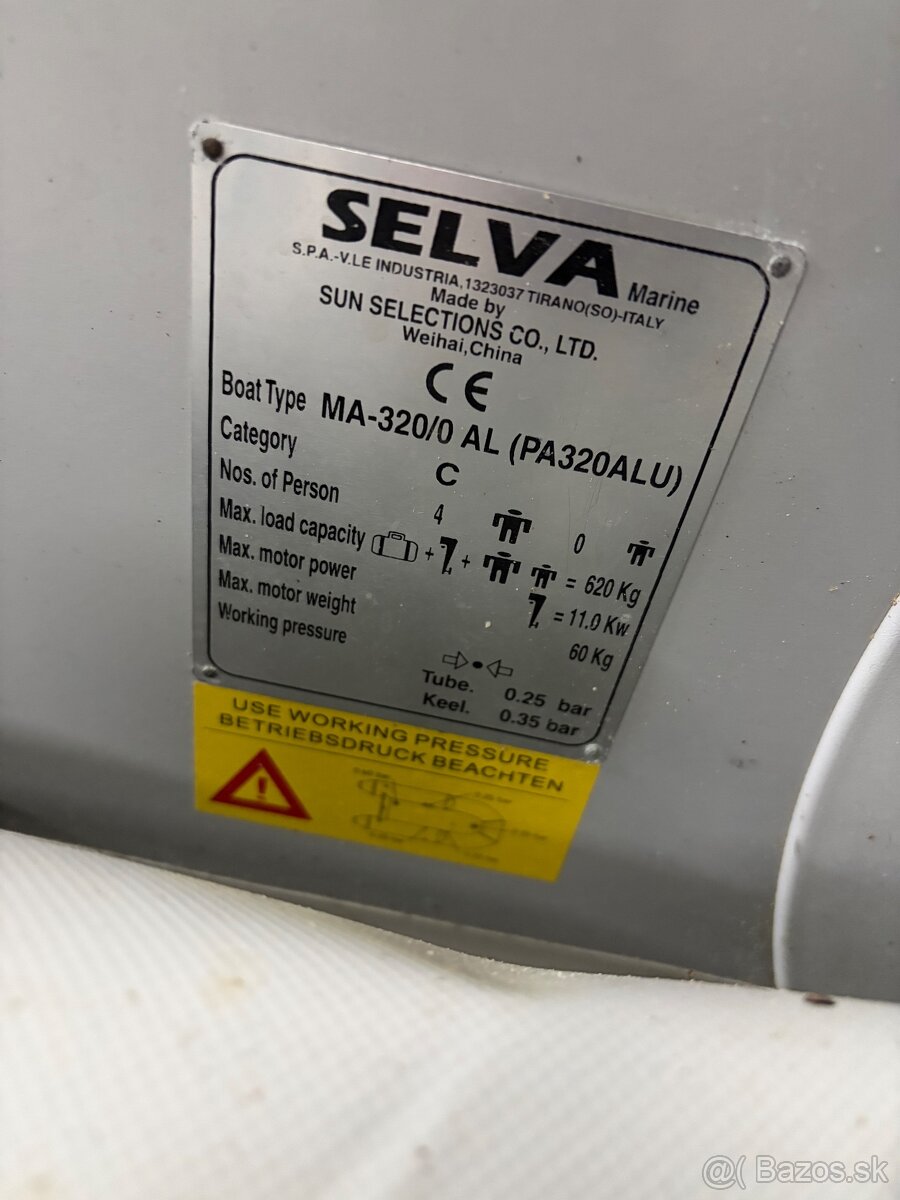 SELVA Marine
S.P.A.-V.LE INDUSTRIA,1323037 TIRANO(SO)-ITALY
Made by
SUN SELECTIONS CO., LTD.
Weihai,China
CE
Boat Type MA-320/0 AL (PA320ALU)
Category C
Nos. of Person 4 0
Max. load capacity + + = 620 Kg
Max. motor power = 11.0 Kw
Max. motor weight 60 Kg
Working pressure
Tube. 0.25 bar
Keel. 0.35 bar
USE WORKING PRESSURE
BETRIEBSDRUCK BEACHTEN
@( Bazos.sk